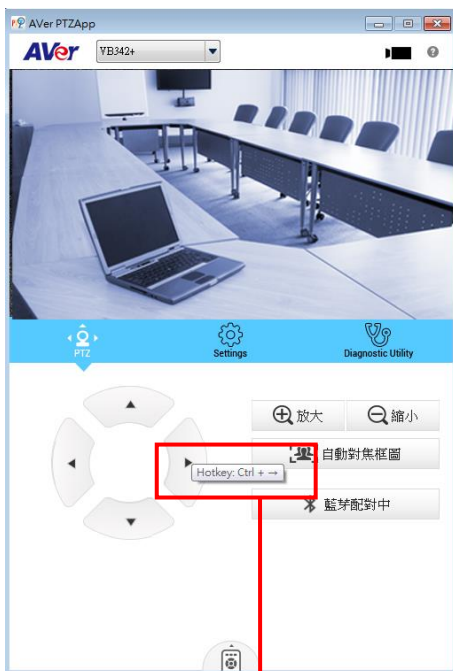 AVer PTZApp
AVer
VB342+
PTZ
Settings
Diagnostic Utility
放大
縮小
自動對焦框圖
Hotkey: Ctrl + →
藍芽配對中